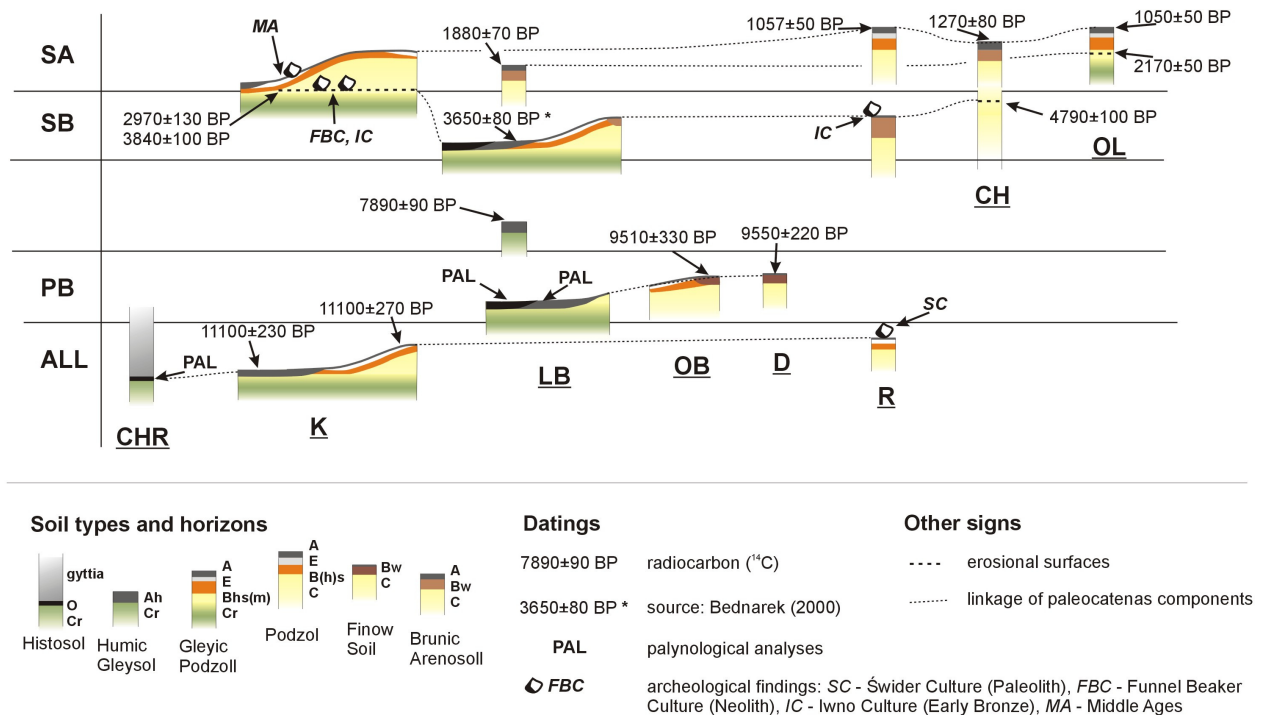 SA
MA
1880±70 BP
1057±50 BP
1270±80 BP
1050±50 BP
2170±50 BP
SB
2970±130 BP
3840±100 BP
FBC, IC
3650±80 BP *
IC
4790±100 BP
OL
CH
7890±90 BP
PB
PAL
PAL
9510±330 BP
9550±220 BP
ALL
PAL
11100±230 BP
11100±270 BP
SC
LB
OB
D
R
CHR
K
Soil types and horizons
gyttia
O
Cr
Histosol
Ah
Cr
Humic
Gleysol
A
E
Bhs(m)
Cr
Gleyic
Podzoll
A
E
B(h)s
C
Podzol
Bw
C
Finow
Soil
A
Bw
C
Brunic
Arenosoll
Datings
7890±90 BP radiocarbon (¹⁴C)
3650±80 BP * source: Bednarek (2000)
PAL palynological analyses
FBC archeological findings: SC - Świder Culture (Paleolith), FBC - Funnel Beaker
Culture (Neolith), IC - Iwno Culture (Early Bronze), MA - Middle Ages
Other signs
erosional surfaces
linkage of paleocatenas components